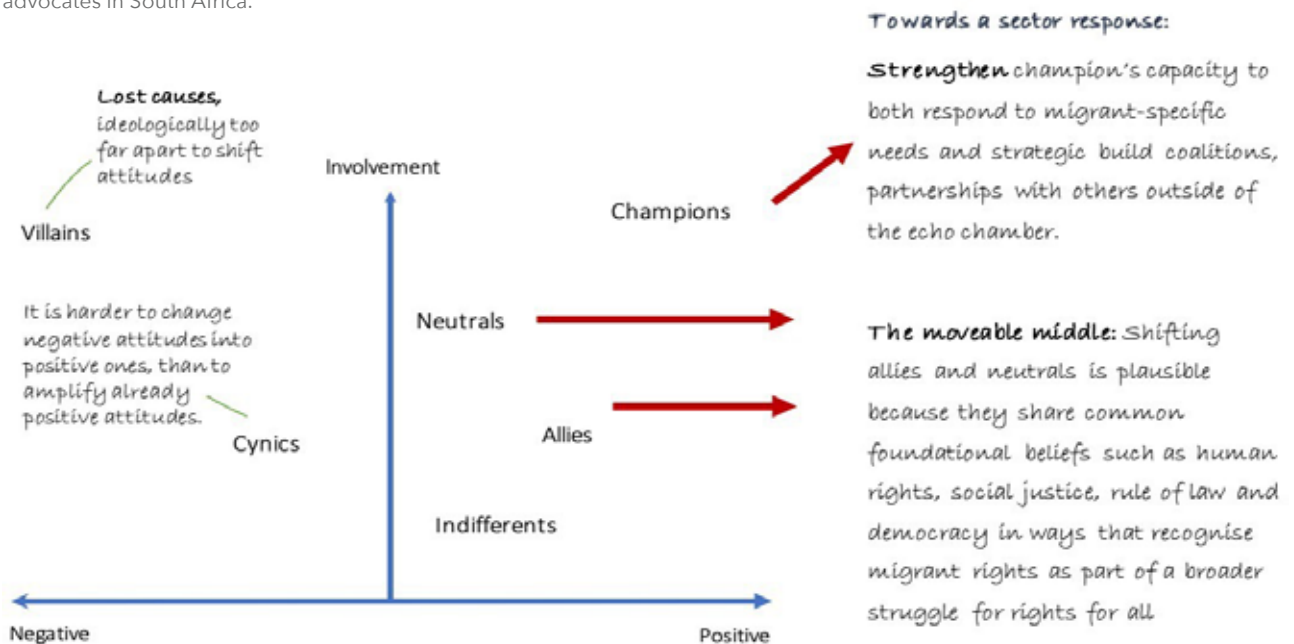 advocates in South Africa.
Towards a sector response:
Strengthen champion's capacity to
both respond to migrant-specific
needs and strategic build coalitions,
partnerships with others outside of
the echo chamber.
Lost causes,
ideologically too
far apart to shift
attitudes
Involvement
Champions
Villains
It is harder to change
negative attitudes into
positive ones, than to
amplify already
positive attitudes.
Neutrals
The moveable middle: Shifting
allies and neutrals is plausible
because they share common
foundational beliefs such as human
rights, social justice, rule of law and
democracy in ways that recognise
migrant rights as part of a broader
struggle for rights for all
Cynics
Allies
Indifferents
Negative
Positive